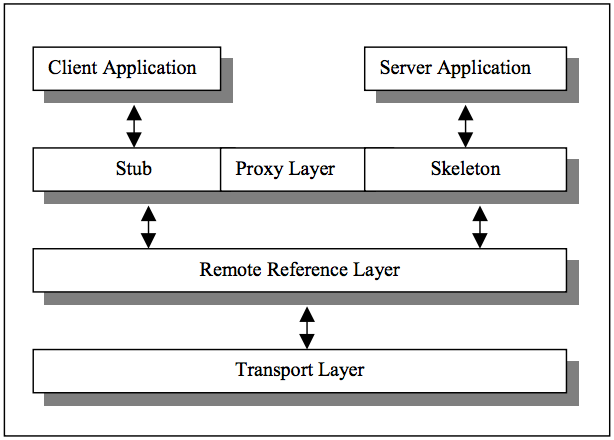 Client Application
Server Application
Stub
Proxy Layer
Skeleton
Remote Reference Layer
Transport Layer